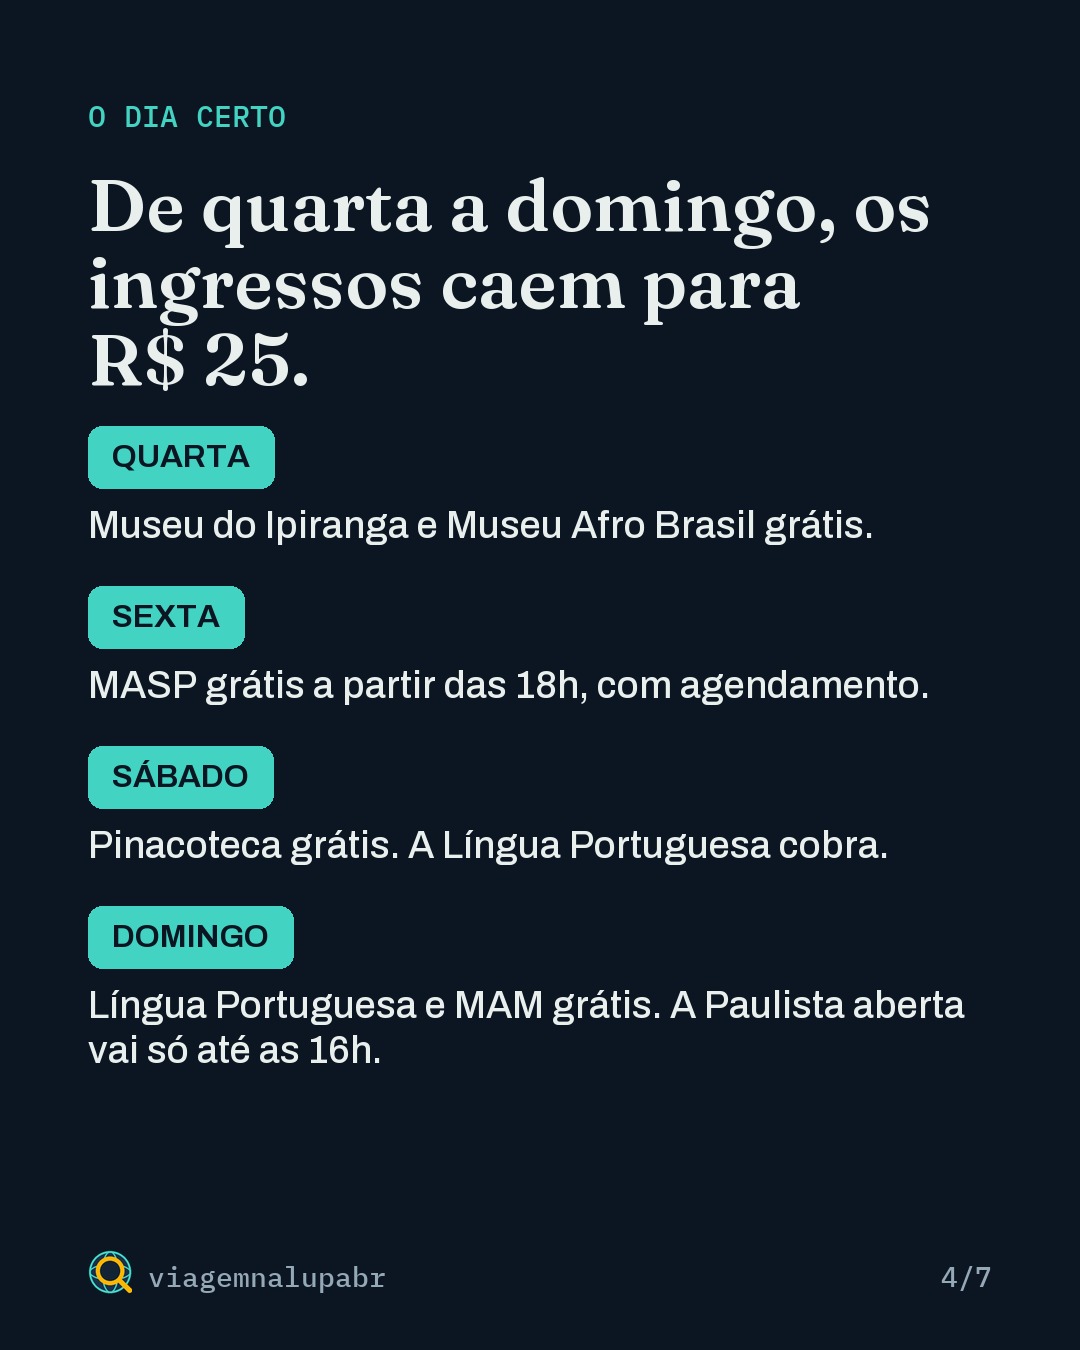 O DIA CERTO
De quarta a domingo, os
ingressos caem para
R$ 25.
QUARTA
Museu do Ipiranga e Museu Afro Brasil grátis.
SEXTA
MASP grátis a partir das 18h, com agendamento.
SÁBADO
Pinacoteca grátis. A Língua Portuguesa cobra.
DOMINGO
Língua Portuguesa e MAM grátis. A Paulista aberta
vai só até as 16h.
viagemnalupabr
4/7